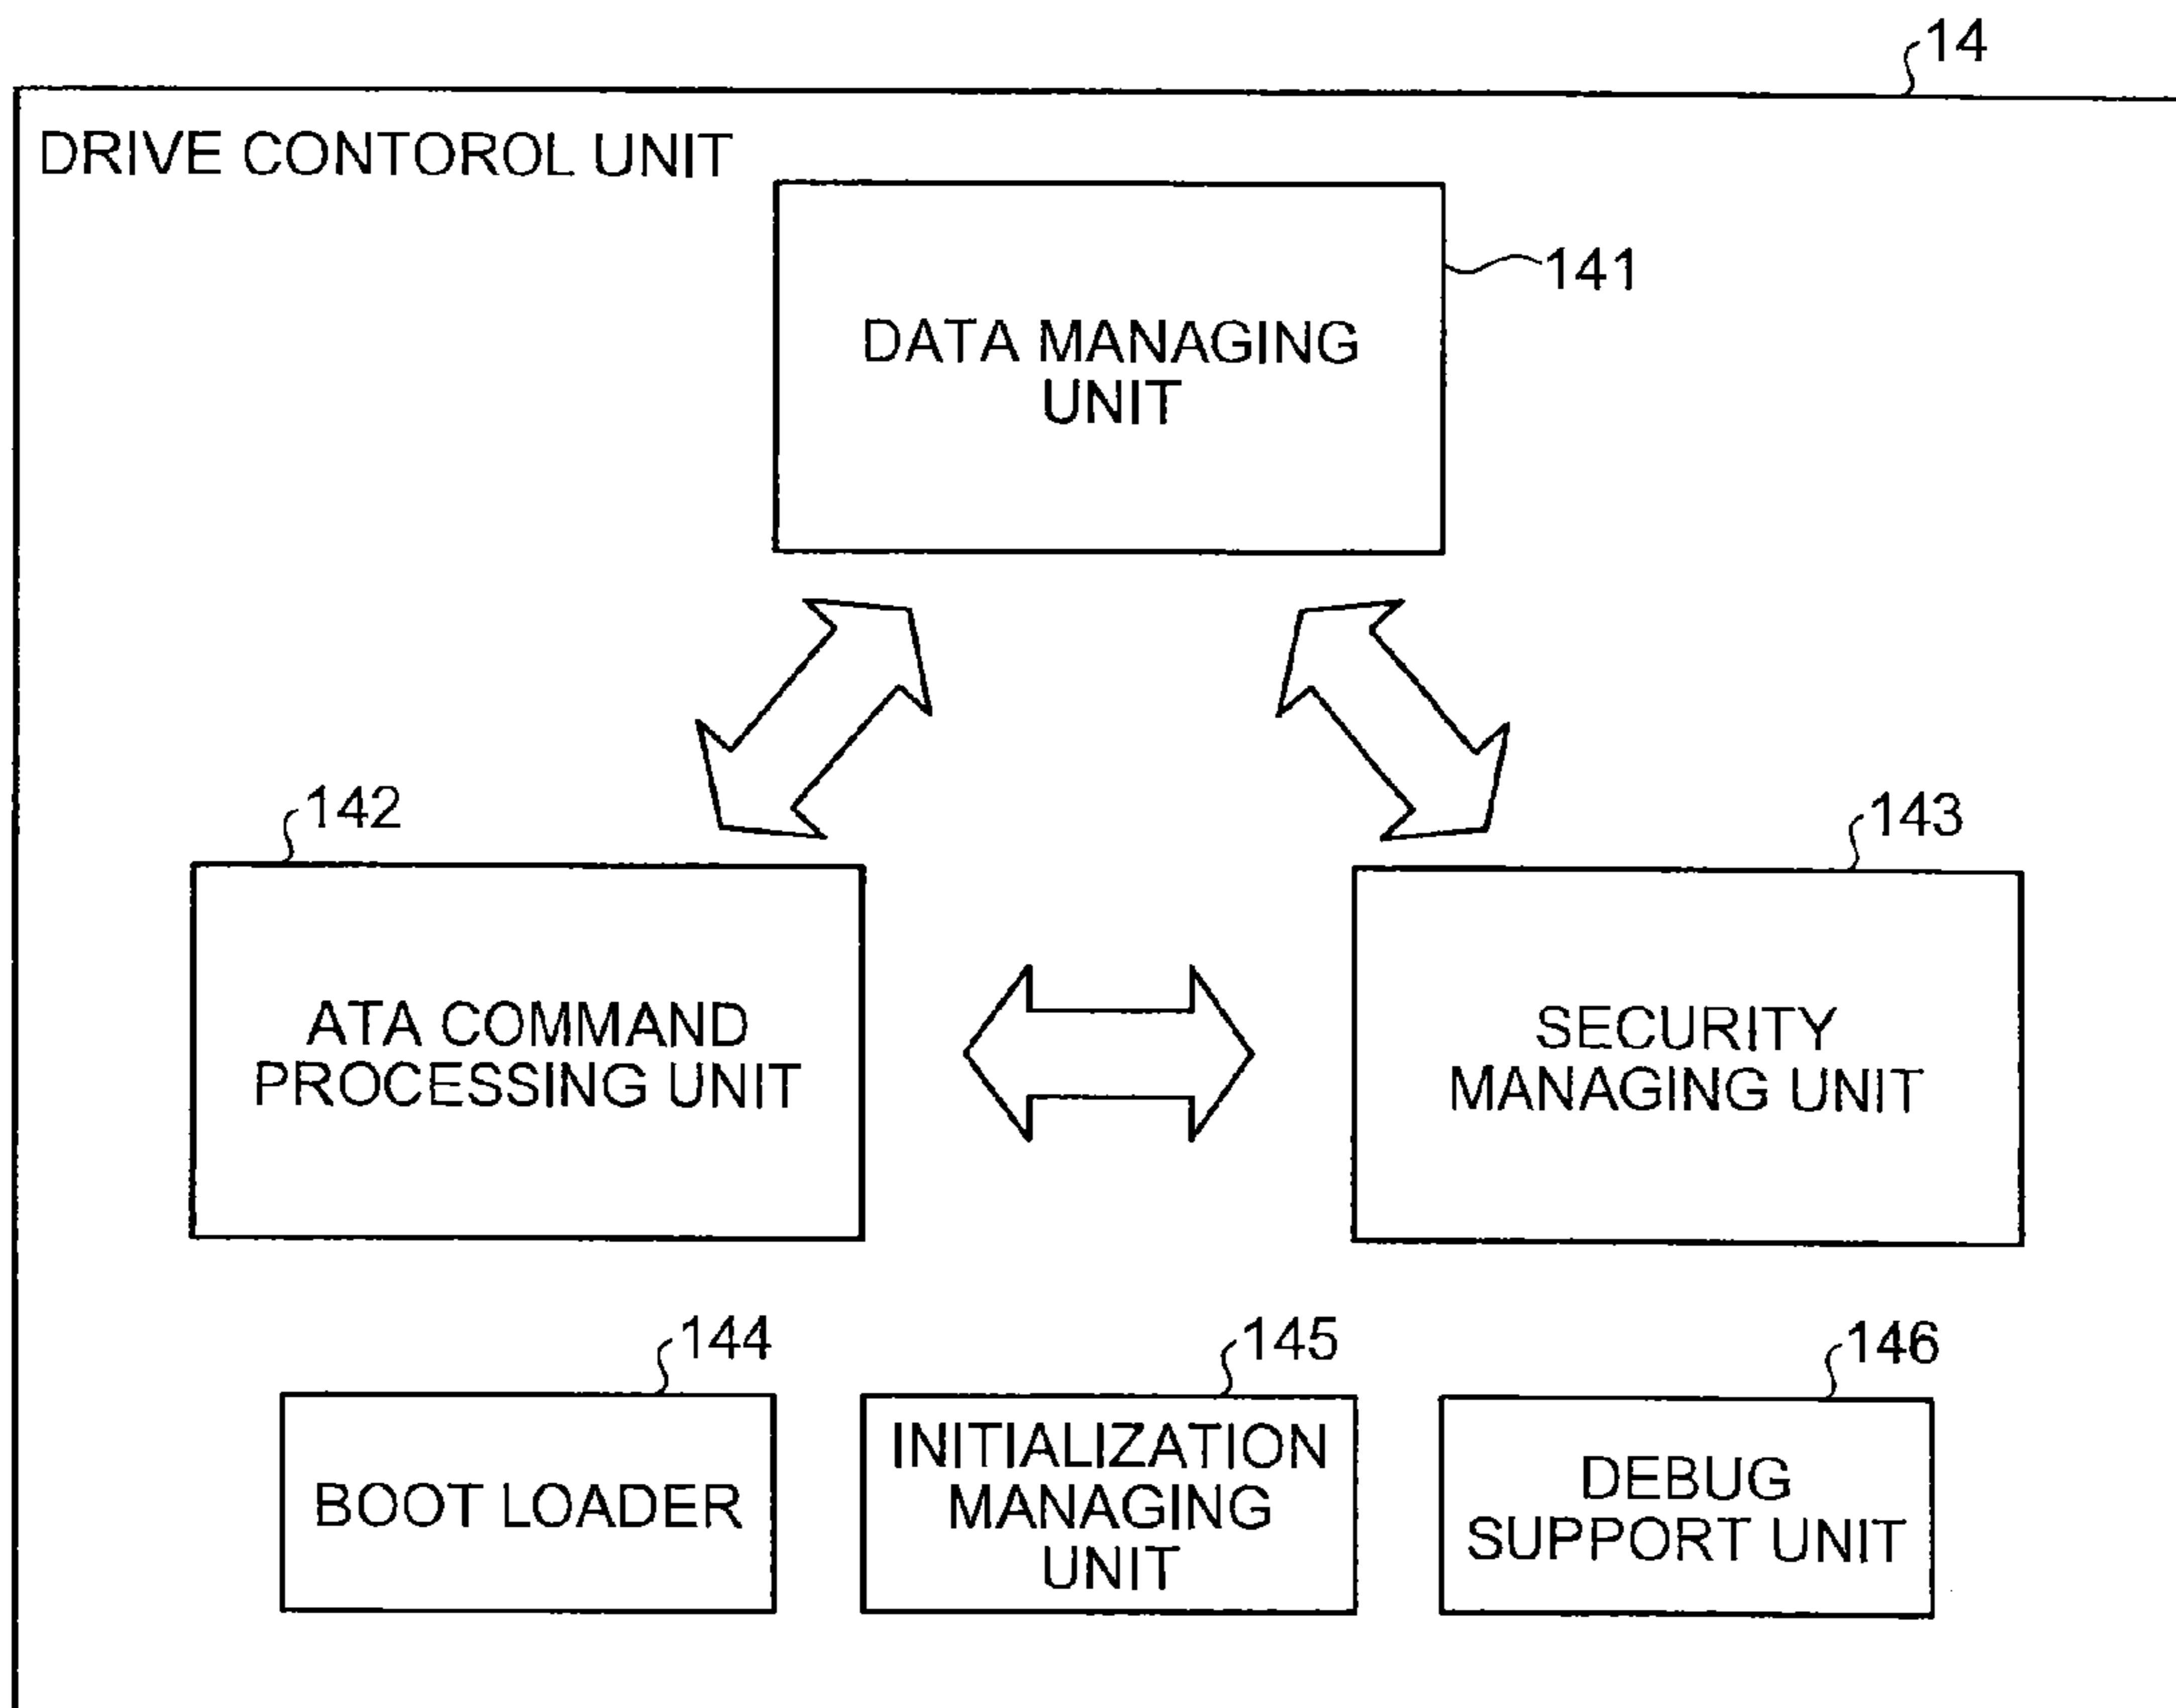 14
DRIVE CONTOROL UNIT
141
DATA MANAGING
UNIT
142
143
ATA COMMAND
PROCESSING UNIT
SECURITY
MANAGING UNIT
144
145
146
BOOT LOADER
INITIALIZATION
MANAGING
UNIT
DEBUG
SUPPORT UNIT